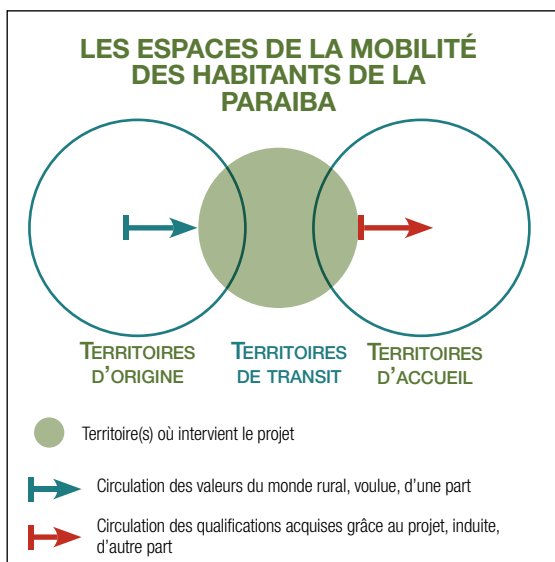 LES ESPACES DE LA MOBILITÉ
DES HABITANTS DE LA
PARAIBA
TERRITOIRES
D'ORIGINE
TERRITOIRES
DE TRANSIT
TERRITOIRES
D'ACCUEIL
Territoire(s) où intervient le projet
Circulation des valeurs du monde rural, voulue, d'une part
Circulation des qualifications acquises grâce au projet, induite,
d'autre part